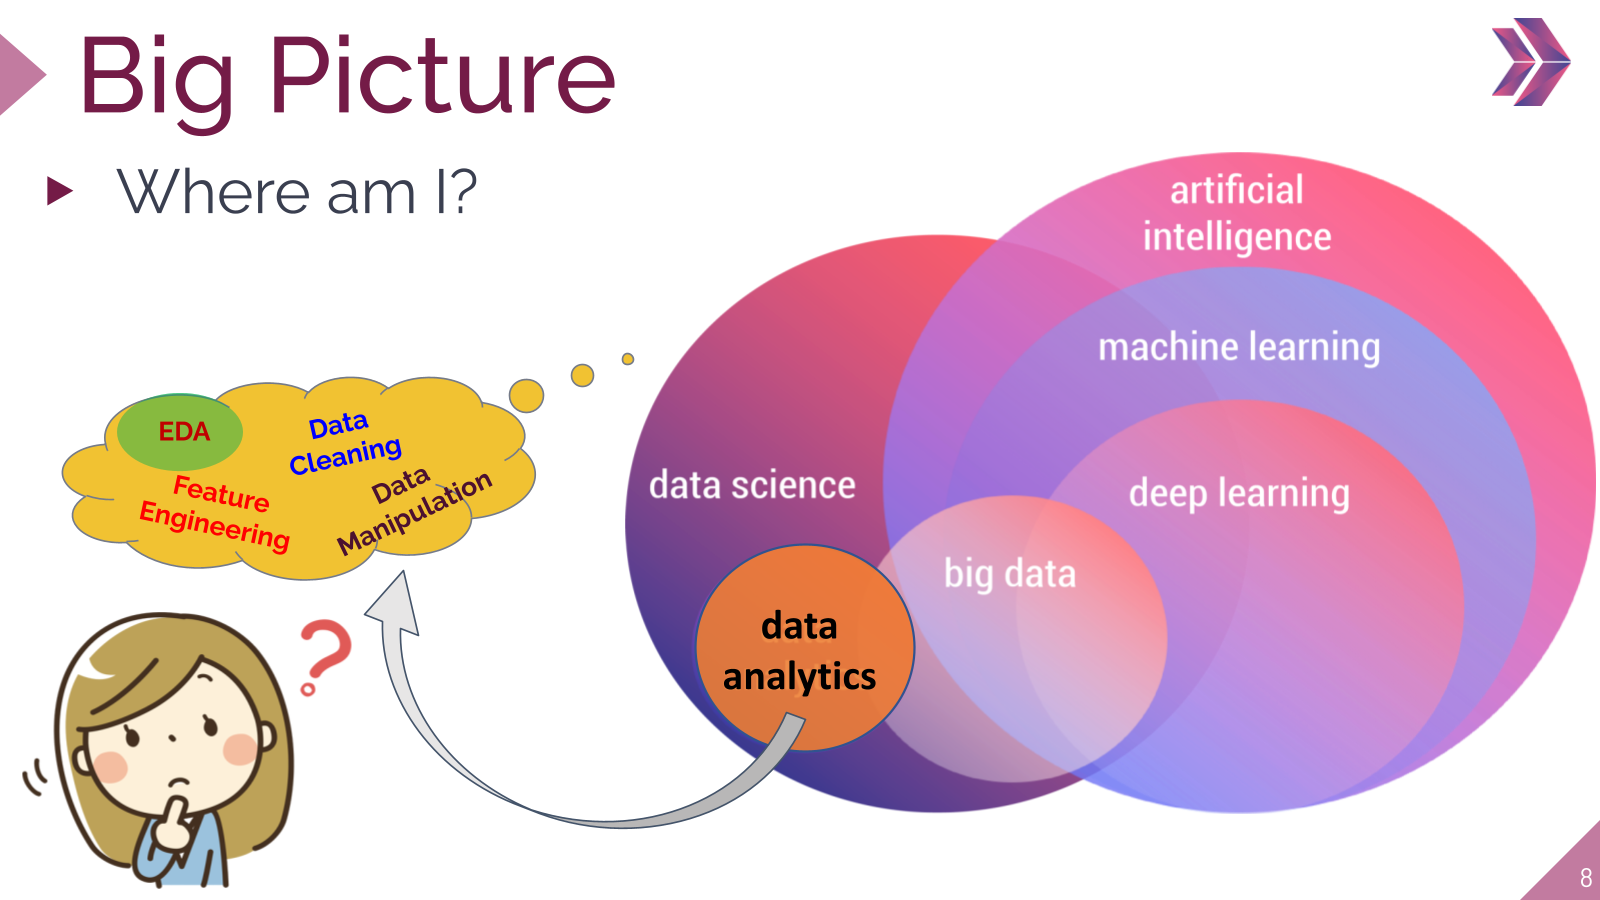 Big Picture
Where am I?
artificial
intelligence
machine learning
deep learning
data science
big data
data
analytics
EDA
Data
Cleaning
Feature
Engineering
Data
Manipulation
?
8